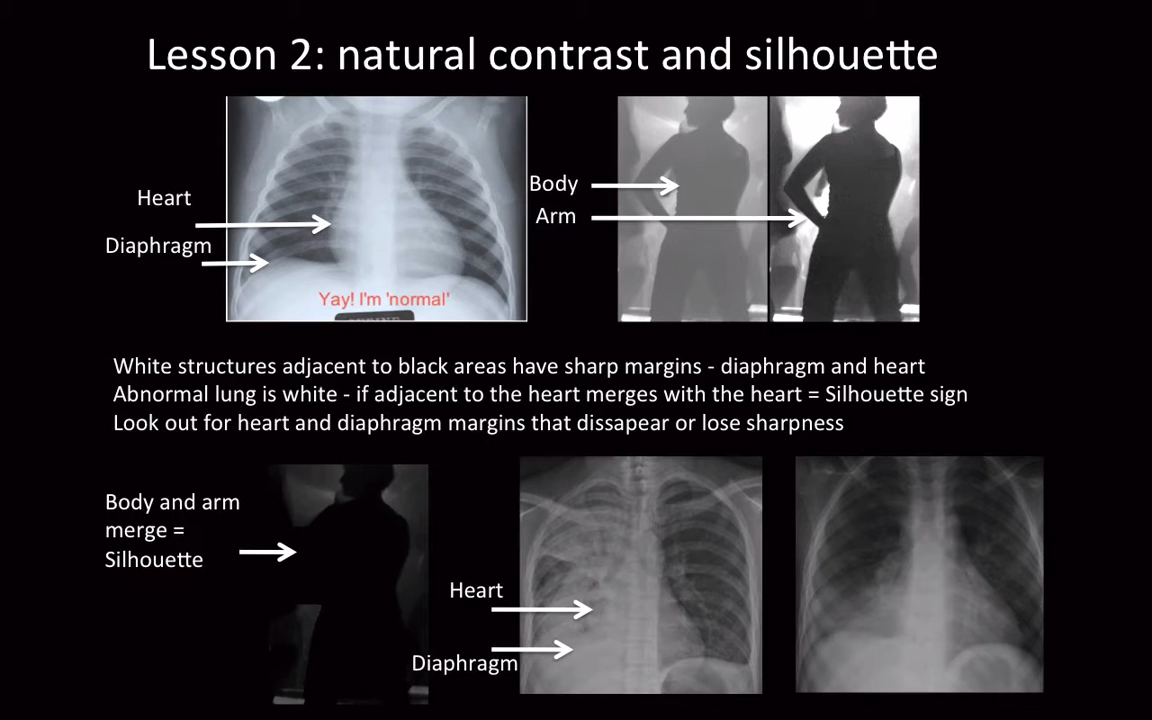 Lesson 2: natural contrast and silhouette
Heart
Diaphragm
Yay! I'm 'normal'
Body
Arm
White structures adjacent to black areas have sharp margins - diaphragm and heart
Abnormal lung is white - if adjacent to the heart merges with the heart = Silhouette sign
Look out for heart and diaphragm margins that dissapear or lose sharpness
Body and arm
merge =
Silhouette
Heart
Diaphragm